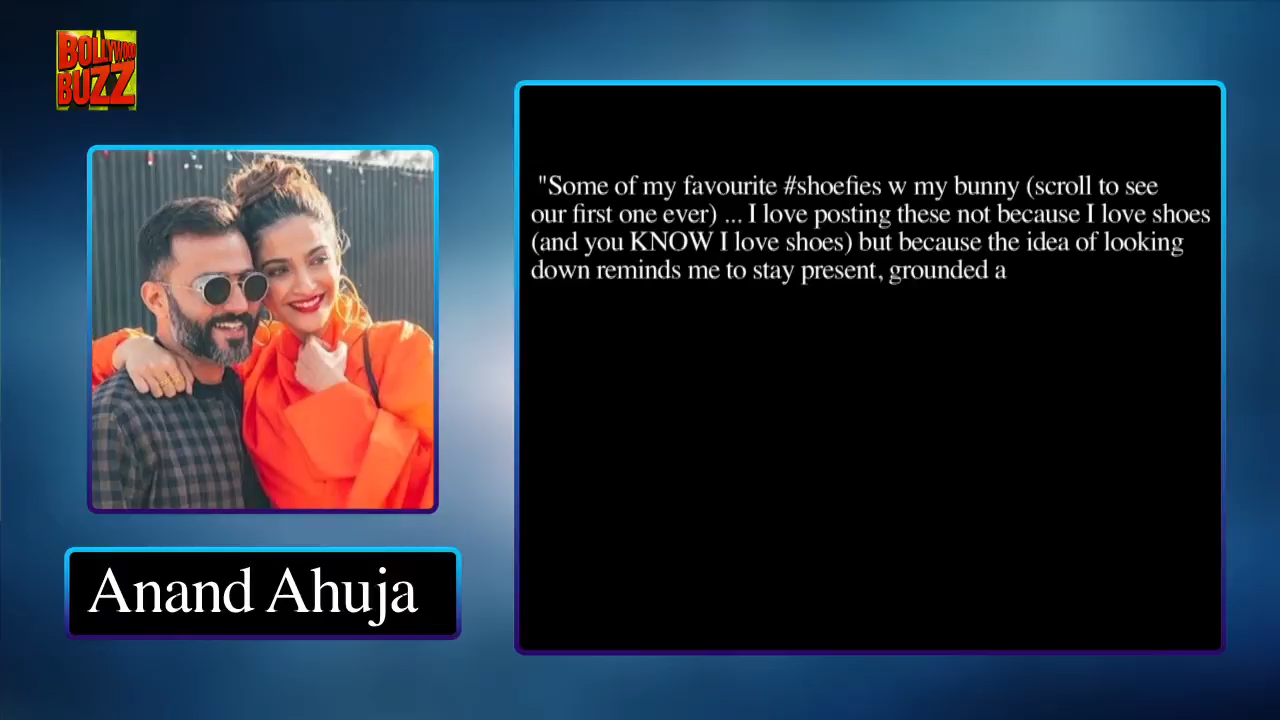 BOLLYWOOD
BUZZ
"Some of my favourite #shoefies w my bunny (scroll to see
our first one ever) ... I love posting these not because I love shoes
(and you KNOW I love shoes) but because the idea of looking
down reminds me to stay present, grounded a
Anand Ahuja